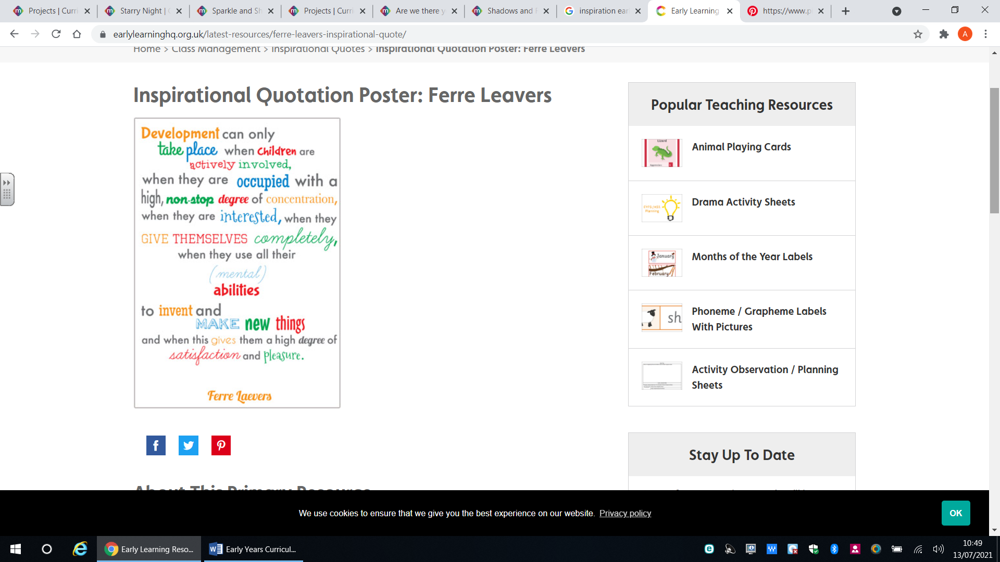 Projects | Curri
Starry Night |
Sparkle and Sh
Projects | Curri
Are we there y
Shadows and
inspiration ear
Early Learning
https://www.p
earlylearninghq.org.uk/latest-resources/ferre-leavers-inspirational-quote/
A
Home > Class Management > Inspirational Quotes > Inspirational Quotation Poster: Ferre Leavers
Inspirational Quotation Poster: Ferre Leavers
Development can only
take place when children are
actively involved,
when they are occupied with a
high, non-stop degree of concentration,
when they are interested, when they
GIVE THEMSELVES completely,
when they use all their
(mental)
abilities
to invent and
MAKE new things
and when this gives them a high degree of
satisfaction and pleasure.
Ferre Laevers
About This Primary Resource
Popular Teaching Resources
Lizard
Animal Playing Cards
EYFS / KS1
Planning
Drama Activity Sheets
January
February
Months of the Year Labels
sh
Phoneme / Grapheme Labels
With Pictures
Activity Observation / Planning
Sheets
Stay Up To Date
We use cookies to ensure that we give you the best experience on our website. Privacy policy
OK
Early Learning Reso...
Early Years Curricul...
10:49
13/07/2021